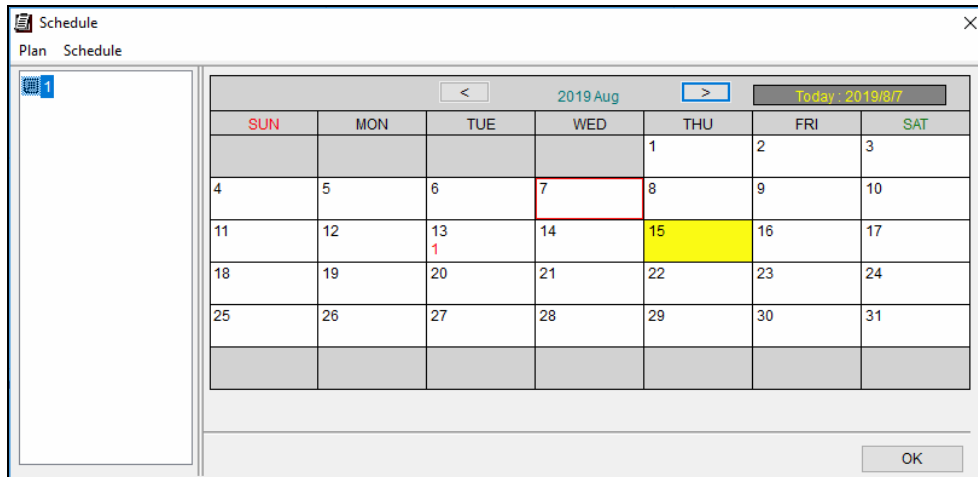 Schedule
Plan Schedule
1
< 2019 Aug > Today : 2019/8/7
SUN MON TUE WED THU FRI SAT
1 2 3
4 5 6 7 8 9 10
11 12 13 14 15 16 17
1
18 19 20 21 22 23 24
25 26 27 28 29 30 31
OK